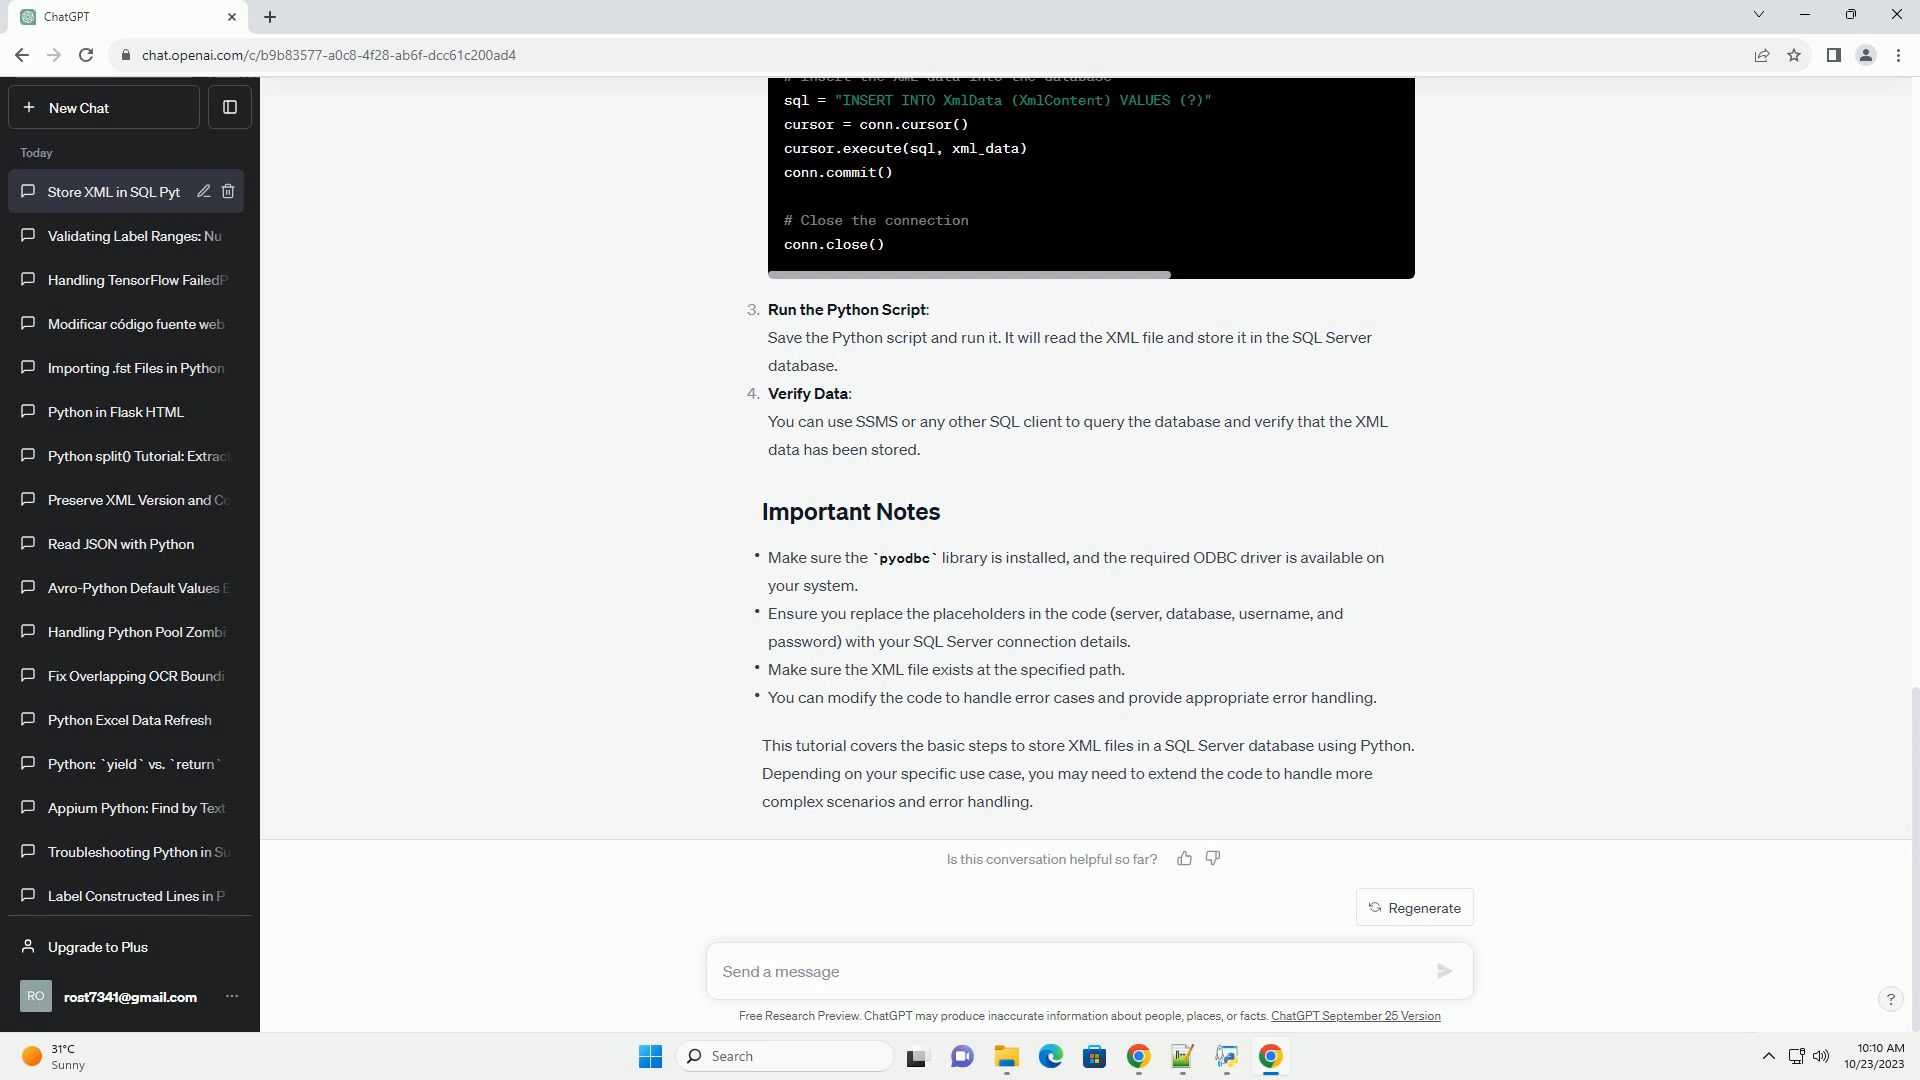 ChatGPT
chat.openai.com/c/b9b83577-a0c8-4f28-ab6f-dcc61c200ad4
New Chat
Today
Store XML in SQL Pyt
Validating Label Ranges: Nu
Handling TensorFlow FailedP
Modificar código fuente web
Importing .fst Files in Python
Python in Flask HTML
Python split() Tutorial: Extrac
Preserve XML Version and Co
Read JSON with Python
Avro-Python Default Values E
Handling Python Pool Zombi
Fix Overlapping OCR Boundi
Python Excel Data Refresh
Python: `yield` vs. `return`
Appium Python: Find by Text
Troubleshooting Python in Su
Label Constructed Lines in P
Upgrade to Plus
RO rost7341@gmail.com
# Insert the XML data into the database
sql = "INSERT INTO XmlData (XmlContent) VALUES (?)"
cursor = conn.cursor()
cursor.execute(sql, xml_data)
conn.commit()
# Close the connection
conn.close()
3. Run the Python Script:
Save the Python script and run it. It will read the XML file and store it in the SQL Server
database.
4. Verify Data:
You can use SSMS or any other SQL client to query the database and verify that the XML
data has been stored.
Important Notes
• Make sure the `pyodbc` library is installed, and the required ODBC driver is available on
your system.
• Ensure you replace the placeholders in the code (server, database, username, and
password) with your SQL Server connection details.
• Make sure the XML file exists at the specified path.
• You can modify the code to handle error cases and provide appropriate error handling.
This tutorial covers the basic steps to store XML files in a SQL Server database using Python.
Depending on your specific use case, you may need to extend the code to handle more
complex scenarios and error handling.
Is this conversation helpful so far?
Regenerate
Send a message
Free Research Preview. ChatGPT may produce inaccurate information about people, places, or facts. ChatGPT September 25 Version
?
31°C
Sunny
Search
10:10 AM
10/23/2023